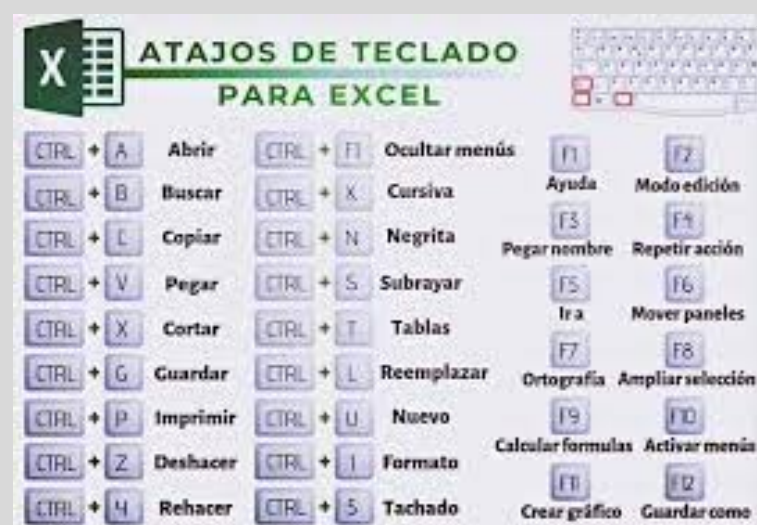 X
ATAJOS DE TECLADO
PARA EXCEL
CTRL + A Abrir
CTRL + B Buscar
CTRL + C Copiar
CTRL + V Pegar
CTRL + X Cortar
CTRL + G Guardar
CTRL + P Imprimir
CTRL + Z Deshacer
CTRL + Y Rehacer
CTRL + F1 Ocultar menús
CTRL + K Cursiva
CTRL + N Negrita
CTRL + S Subrayar
CTRL + T Tablas
CTRL + L Reemplazar
CTRL + U Nuevo
CTRL + 1 Formato
CTRL + 5 Tachado
F1 F2
Ayuda Modo edición
F3 F4
Pegar nombre Repetir acción
F5 F6
Ir a Mover paneles
F7 F8
Ortografía Ampliar selección
F9 F10
Calcular formulas Activar menús
F11 F12
Crear gráfico Guardar como